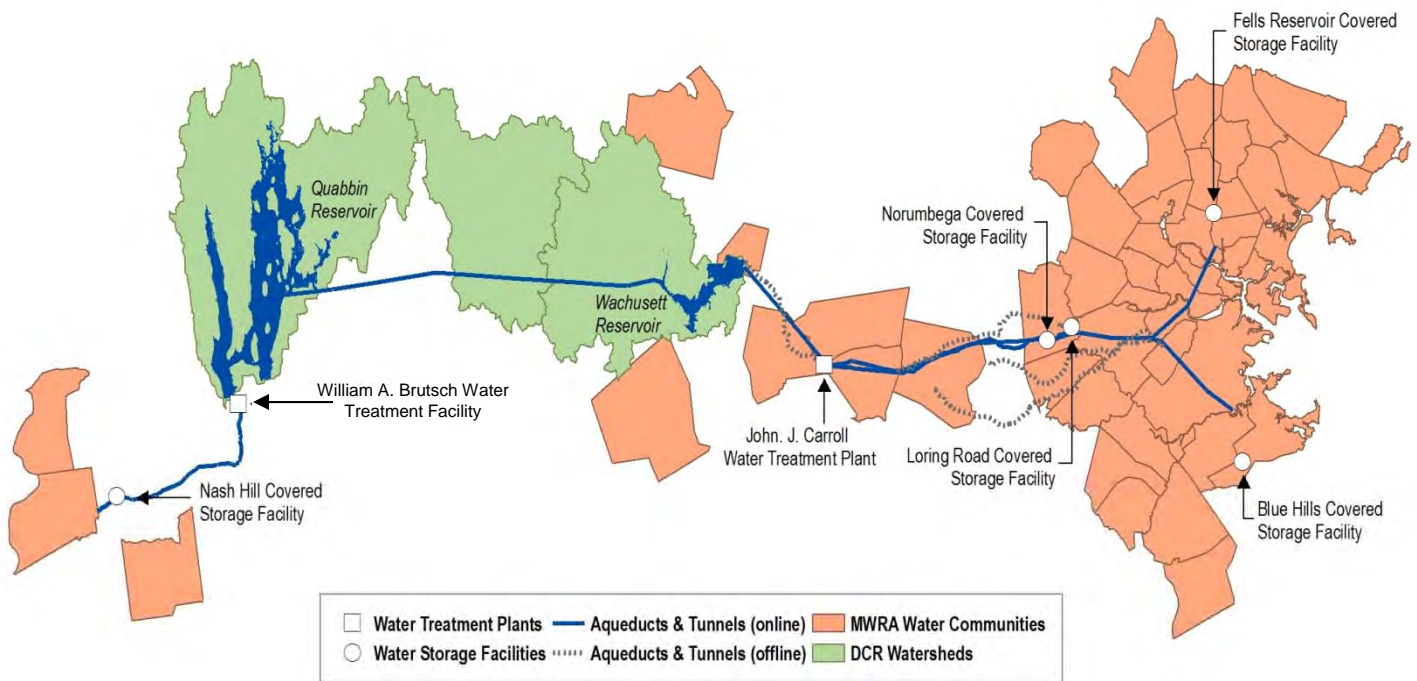 Fells Reservoir Covered
Storage Facility
Quabbin
Reservoir
Norumbega Covered
Storage Facility
Wachusett
Reservoir
William A. Brutsch Water
Treatment Facility
John. J. Carroll
Water Treatment Plant
Loring Road Covered
Storage Facility
Nash Hill Covered
Storage Facility
Blue Hills Covered
Storage Facility
Water Treatment Plants
Aqueducts & Tunnels (online)
MWRA Water Communities
Water Storage Facilities
Aqueducts & Tunnels (offline)
DCR Watersheds